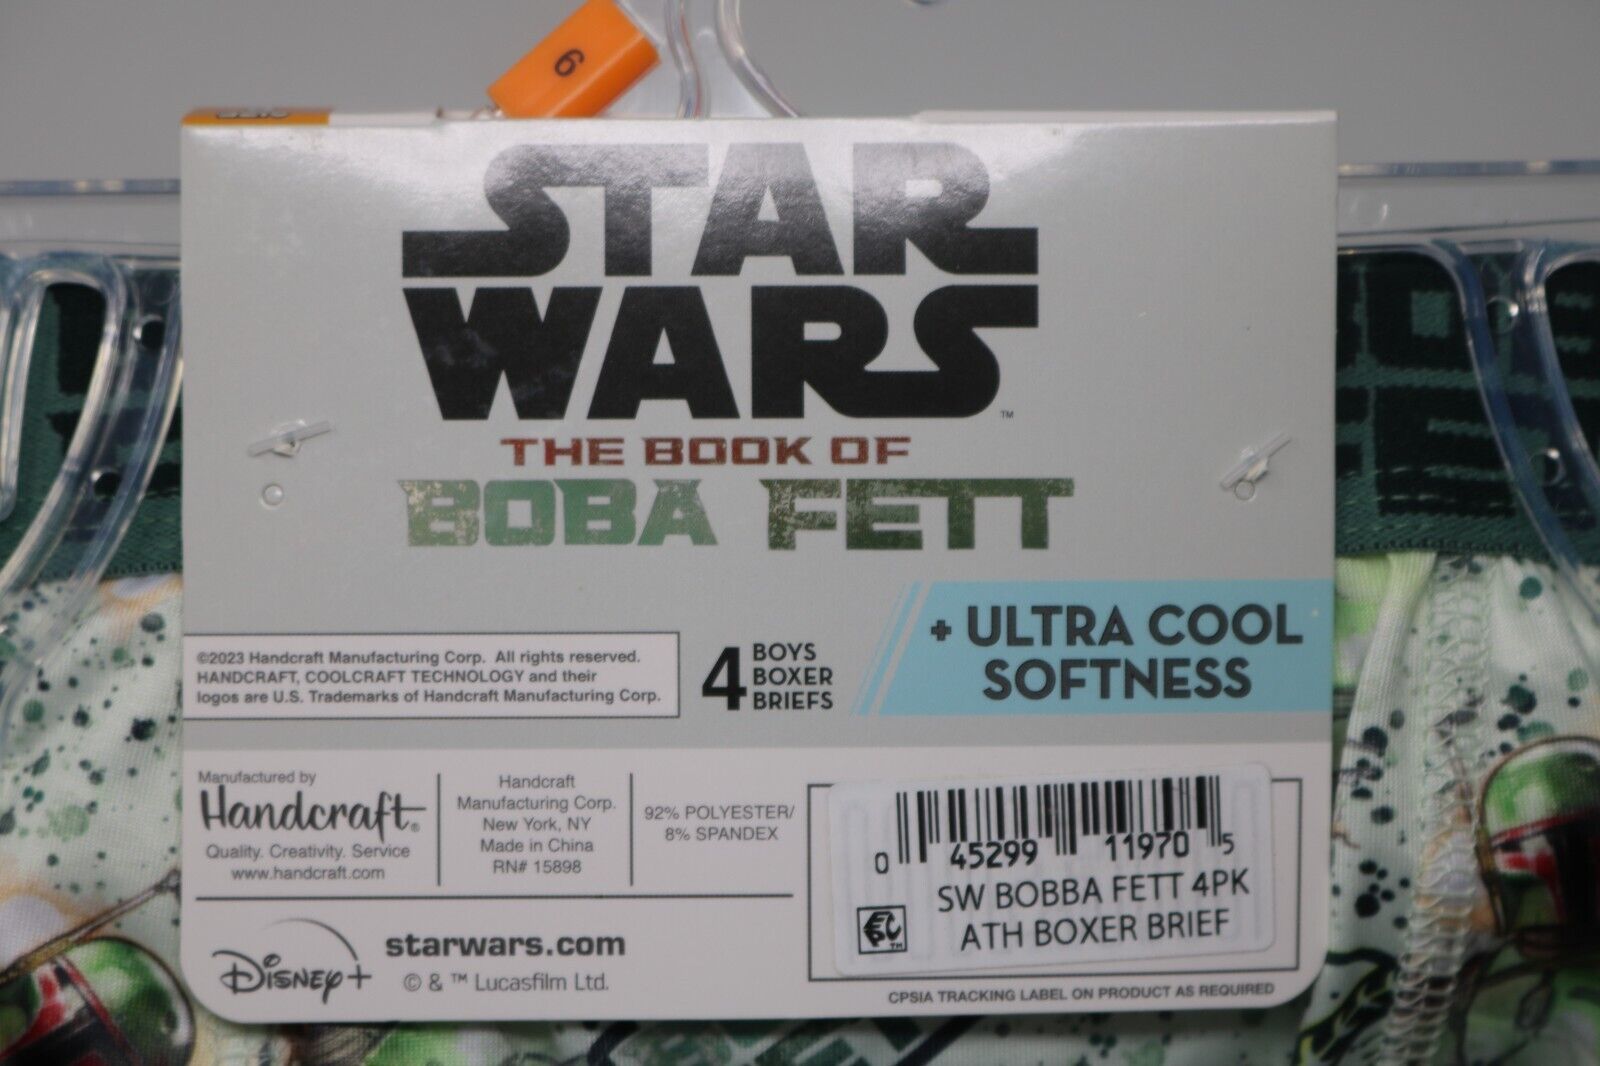 6
SIZE
STAR
WARS™
THE BOOK OF
BOBA FETT
+ ULTRA COOL
SOFTNESS
4 BOYS
BOXER
BRIEFS
©2023 Handcraft Manufacturing Corp. All rights reserved.
HANDCRAFT, COOLCRAFT TECHNOLOGY and their
logos are U.S. Trademarks of Handcraft Manufacturing Corp.
Manufactured by
Handcraft®
Quality. Creativity. Service
www.handcraft.com
Handcraft
Manufacturing Corp.
New York, NY
Made in China
RN# 15898
92% POLYESTER/
8% SPANDEX
0 45299 11970 5
SW BOBBA FETT 4PK
ATH BOXER BRIEF
EPC™
Disney+
starwars.com
© & ™ Lucasfilm Ltd.
CPSIA TRACKING LABEL ON PRODUCT AS REQUIRED